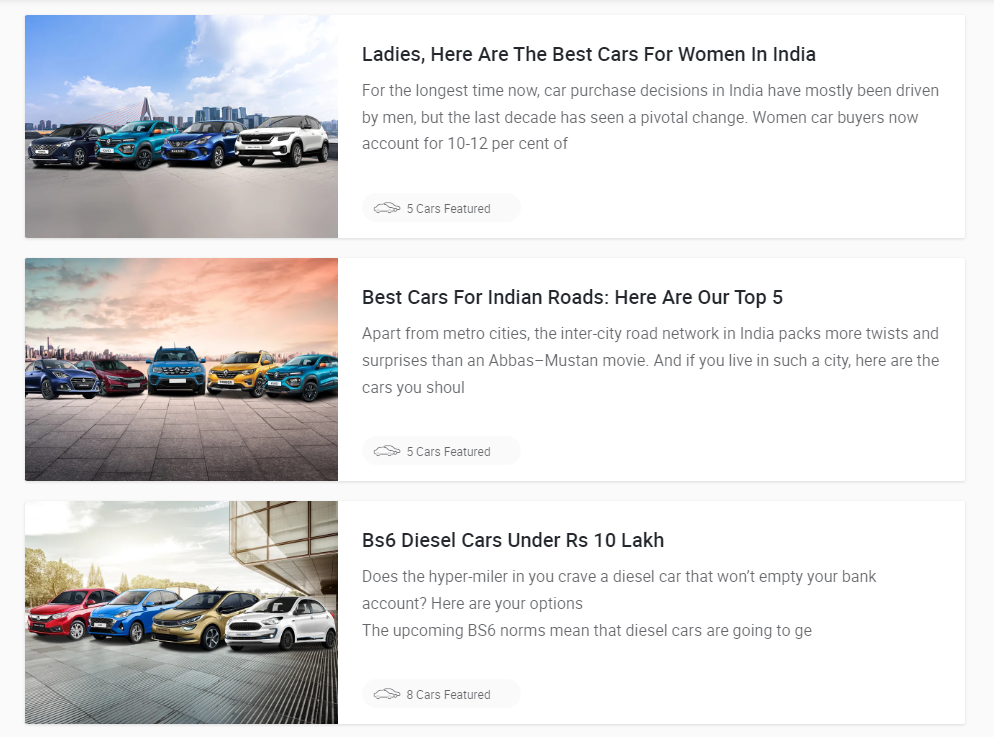 Ladies, Here Are The Best Cars For Women In India
For the longest time now, car purchase decisions in India have mostly been driven
by men, but the last decade has seen a pivotal change. Women car buyers now
account for 10-12 per cent of
5 Cars Featured
Best Cars For Indian Roads: Here Are Our Top 5
Apart from metro cities, the inter-city road network in India packs more twists and
surprises than an Abbas–Mustan movie. And if you live in such a city, here are the
cars you shoul
5 Cars Featured
Bs6 Diesel Cars Under Rs 10 Lakh
Does the hyper-miler in you crave a diesel car that won’t empty your bank
account? Here are your options
The upcoming BS6 norms mean that diesel cars are going to ge
8 Cars Featured